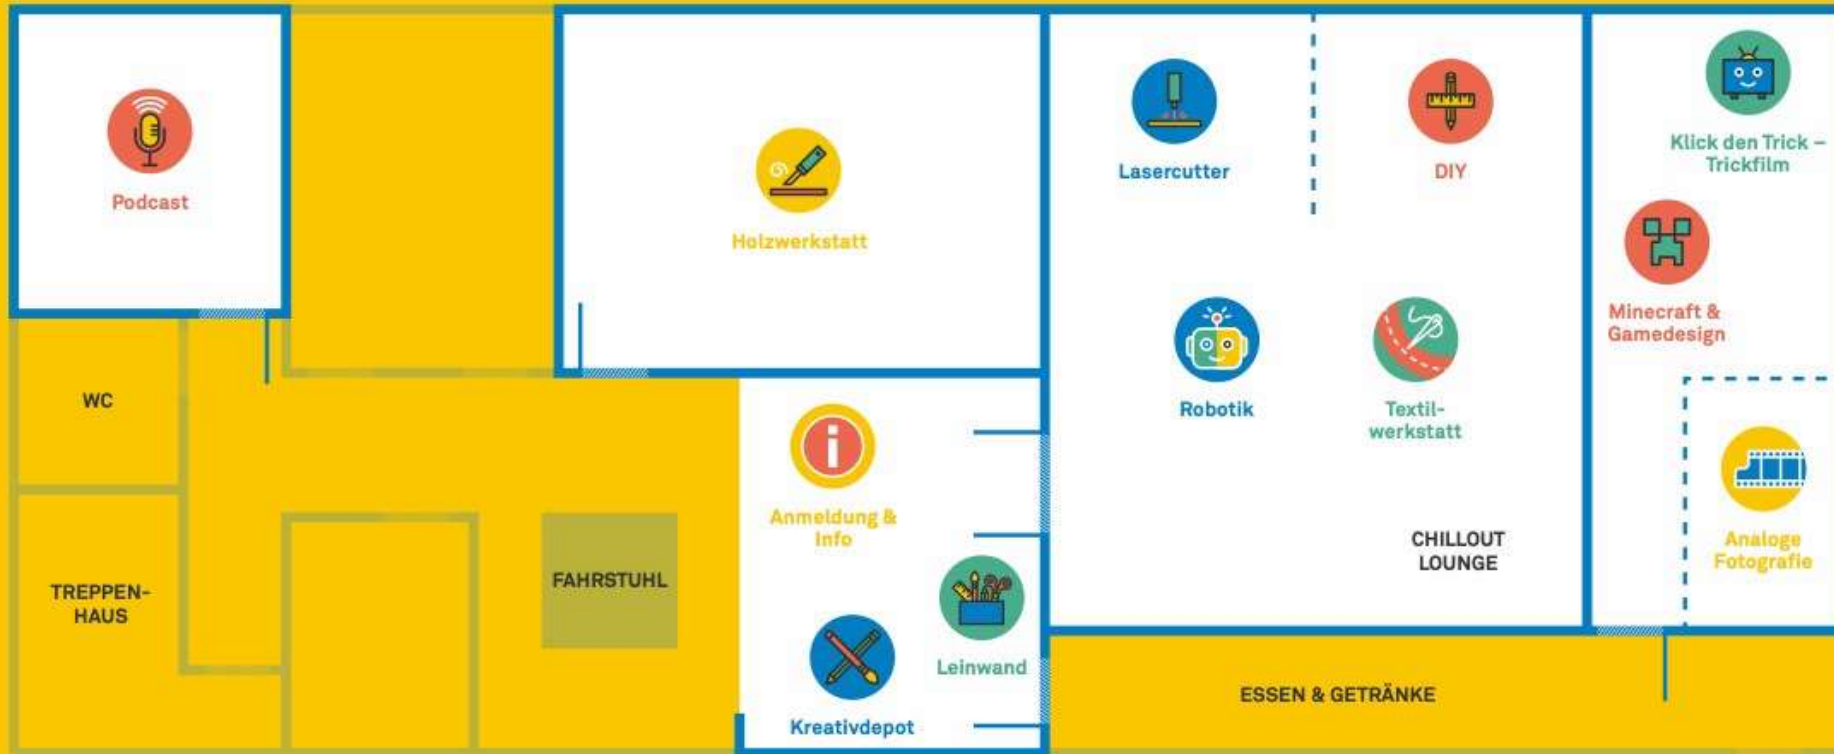 Podcast
Holzwerkstatt
Lasercutter
DIY
Klick den Trick –
Trickfilm
Minecraft &
Gamedesign
Robotik
Textil-
werkstatt
WC
Anmeldung &
Info
CHILLOUT
LOUNGE
Analoge
Fotografie
TREPPEN-
HAUS
FAHRSTUHL
Leinwand
Kreativdepot
ESSEN & GETRÄNKE